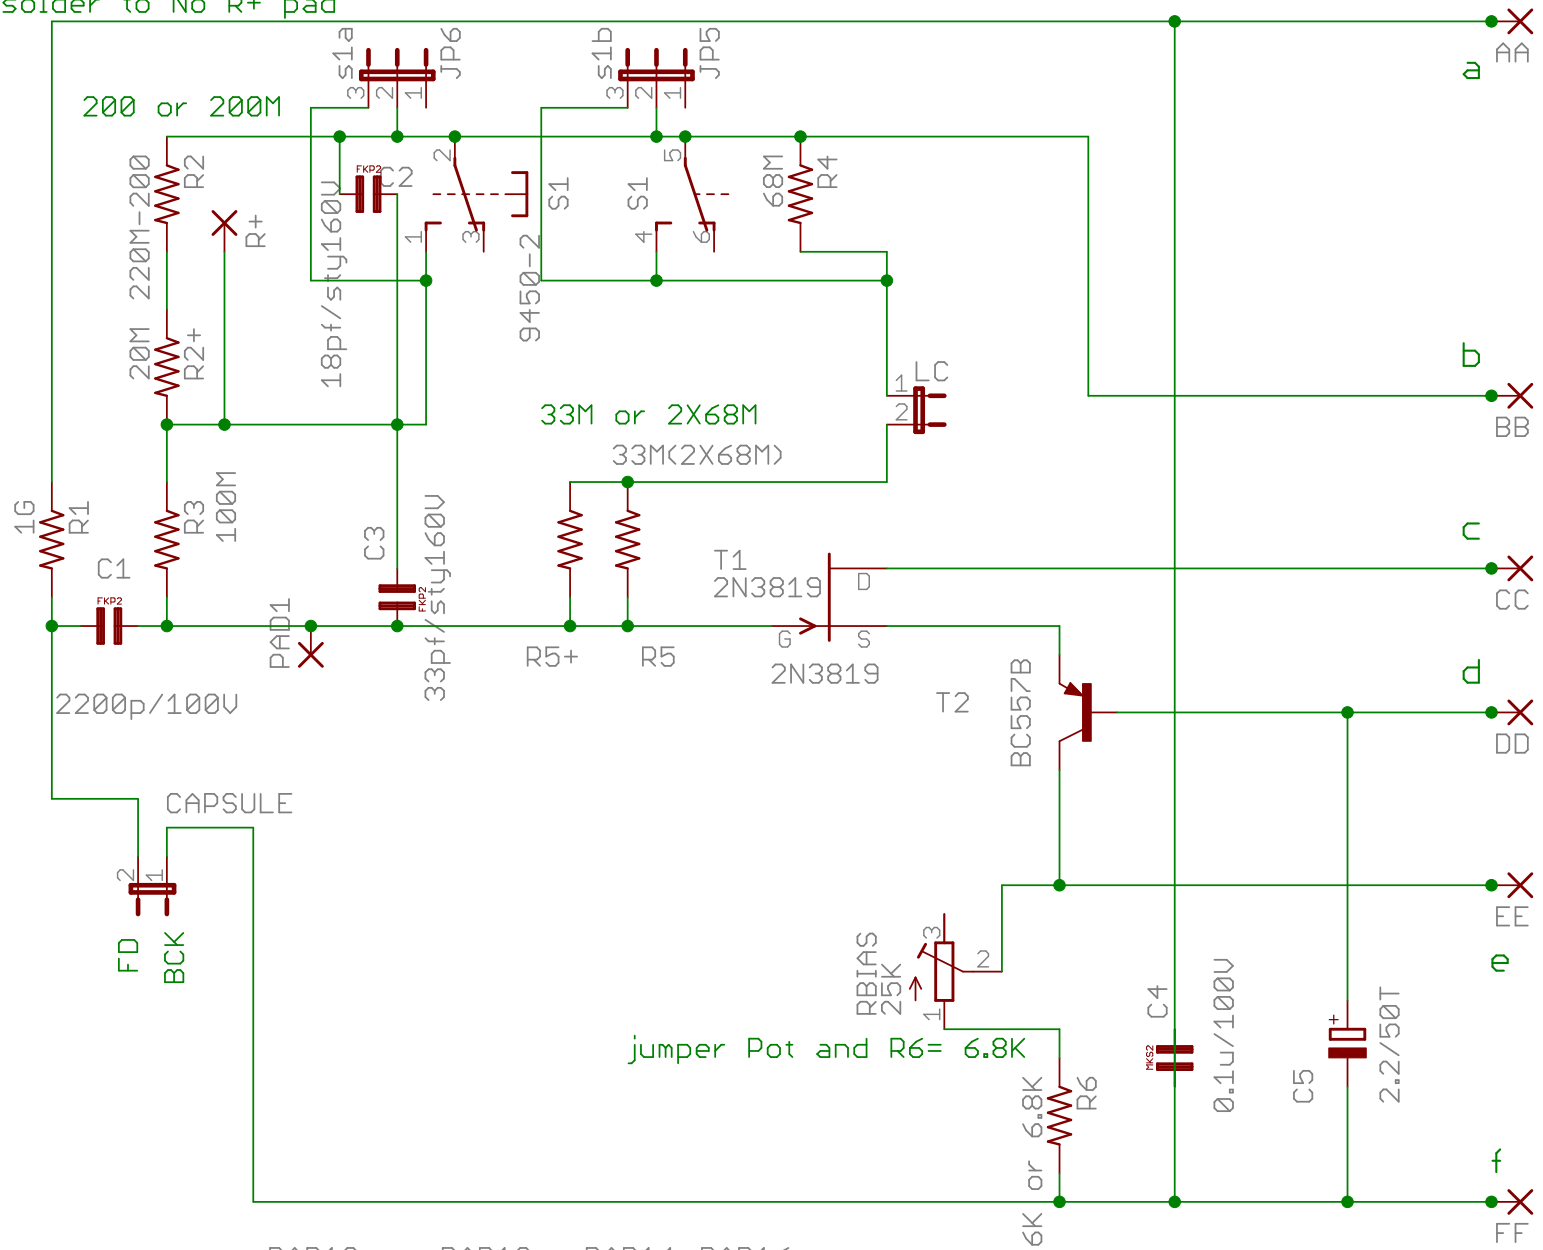 solder to No R+ pad
s1a
JP6
s1b
JP5
AA
a
3 2 1
3 2 1
200 or 200M
R2
220M-200
FKP2
C2
18pf/sty160V
2
1
3
S1
9450-2
S1
5
4
6
68M
R4
R+
20M
R2+
LC
1
2
b
BB
33M or 2X68M
33M(2X68M)
1G
R1
R3
100M
C3
33pf/sty160V
FKP2
C1
FKP2
2200p/100V
PAD1
R5+
R5
T1
2N3819
D
G
S
2N3819
c
CC
T2
BC557B
d
DD
CAPSULE
2 1
FD
BCK
EE
e
RBIAS
25K
3
2
1
jumper Pot and R6= 6.8K
6K or 6.8K
R6
C4
MKS2
0.1u/100V
C5
+
2.2/50T
f
FF